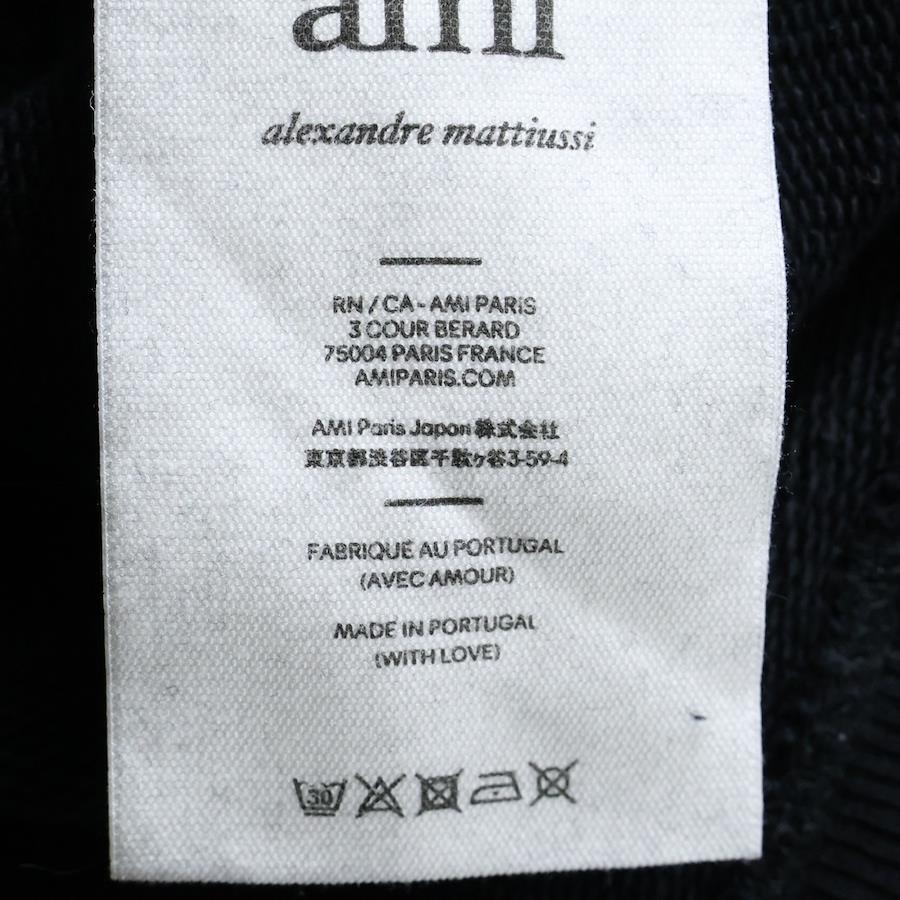 ami
alexandre mattiussi
RN / CA - AMI PARIS
3 COUR BERARD
75004 PARIS FRANCE
AMIPARIS.COM
AMI Paris Japan 株式会社
東京都渋谷区千駄ヶ谷3-59-4
FABRIQUÉ AU PORTUGAL
(AVEC AMOUR)
MADE IN PORTUGAL
(WITH LOVE)
30